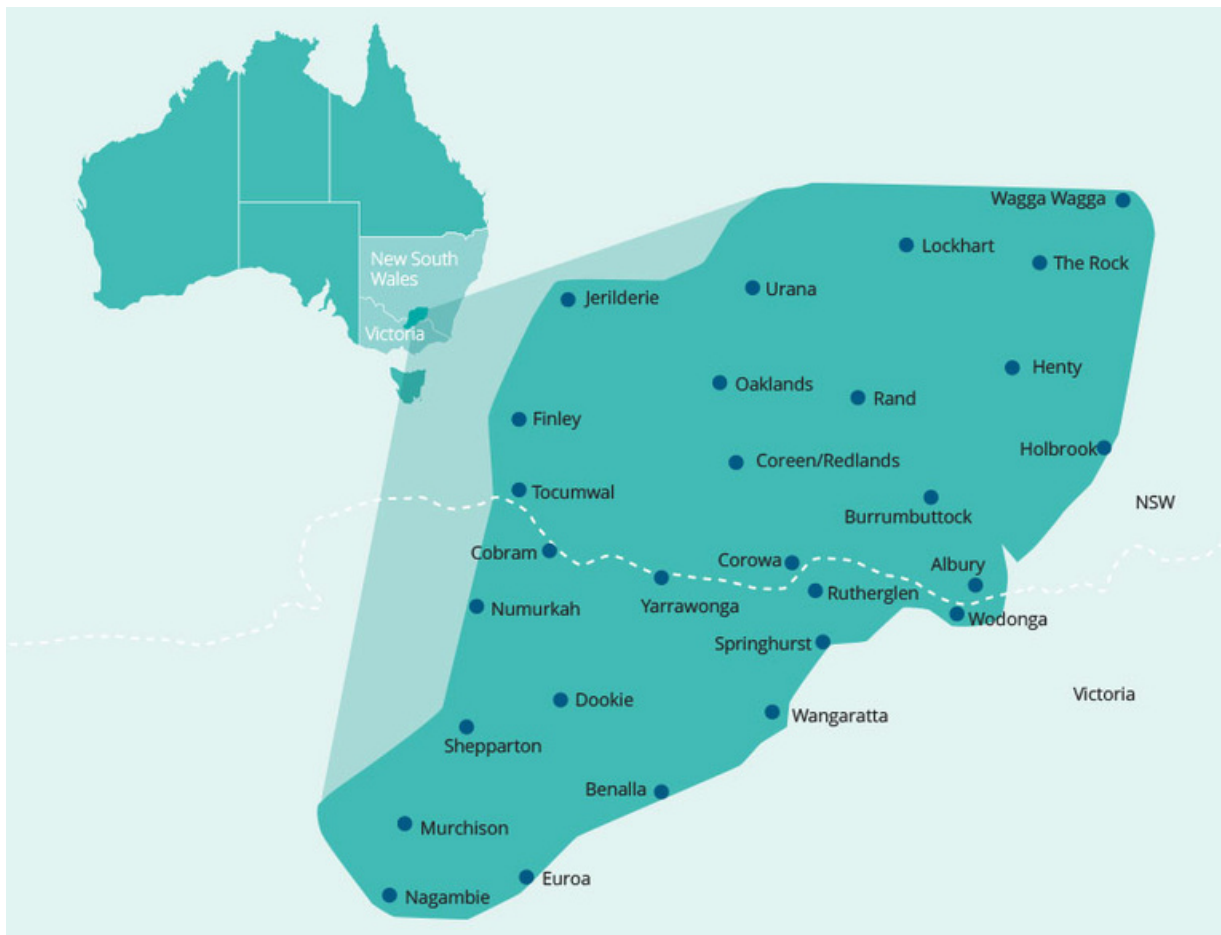 New South
Wales
Victoria
Wagga Wagga
Lockhart
The Rock
Urana
Jerilderie
Henty
Oaklands
Rand
Finley
Holbrook
Coreen/Redlands
Tocumwal
NSW
Burrumbuttock
Cobram
Corowa
Albury
Rutherglen
Yarrawonga
Numurkah
Wodonga
Springhurst
Victoria
Dookie
Wangaratta
Shepparton
Benalla
Murchison
Euroa
Nagambie